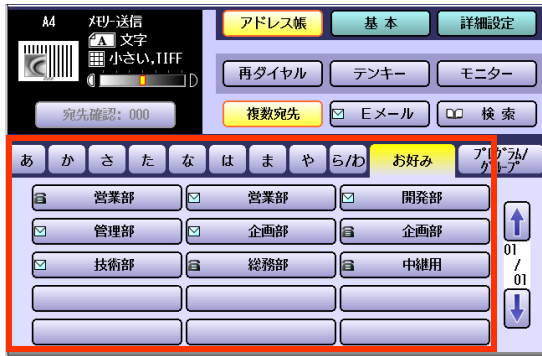 A4 ﾒﾓﾘｰ送信
A 文字
小さい,TIFF
D
宛先確認: 000
アドレス帳 基本 詳細設定
再ダイヤル テンキー モニター
複数宛先 Eメール 検索
あ か さ た な は ま や ら/わ お好み ﾌﾟﾛｸﾞﾗﾑ/
ｸﾞﾙｰﾌﾟ
営業部 営業部 開発部
管理部 企画部 企画部
技術部 総務部 中継用
01
/
01